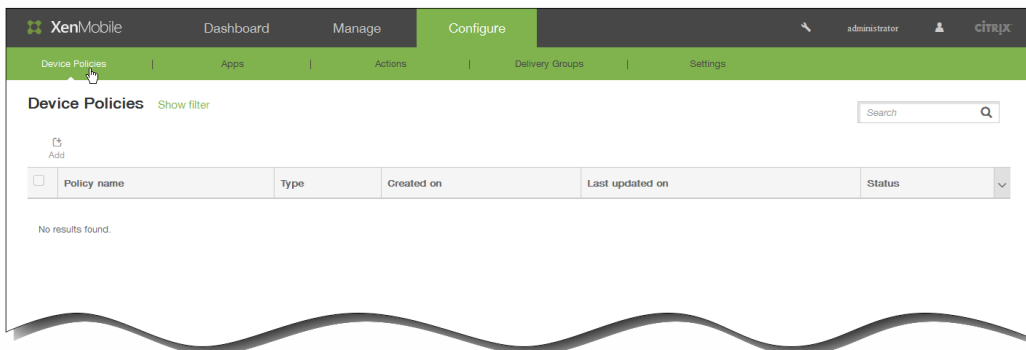 XenMobile Dashboard Manage Configure administrator CITRIX
Device Policies | Apps | Actions | Delivery Groups | Settings
Device Policies Show filter Search
Add
Policy name Type Created on Last updated on Status
No results found.